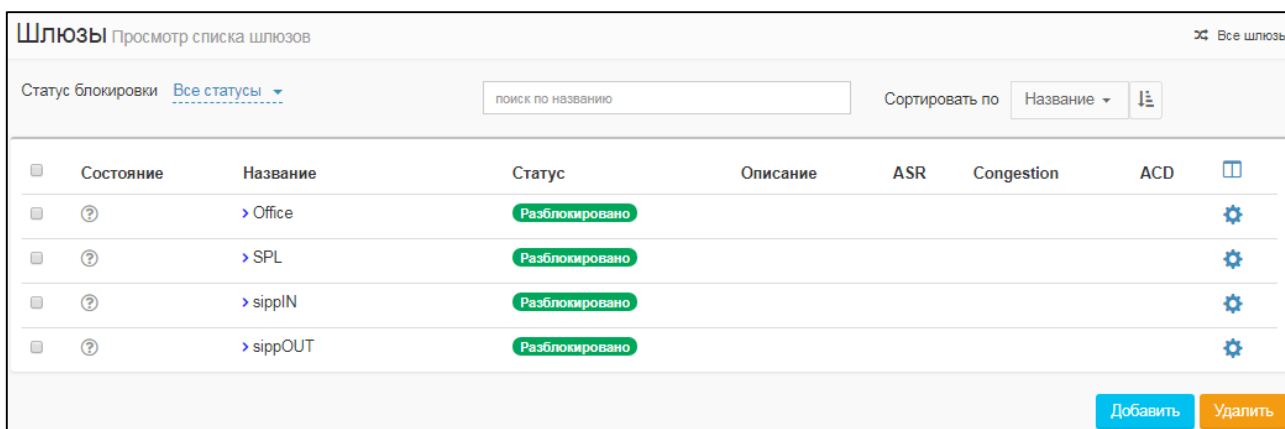 Шлюзы Просмотр списка шлюзов Все шлюзы
Статус блокировки Все статусы поиск по названию Сортировать по Название
Состояние Название Статус Описание ASR Congestion ACD
? Office Разблокировано
? SPL Разблокировано
? sippIN Разблокировано
? sippOUT Разблокировано
Добавить Удалить